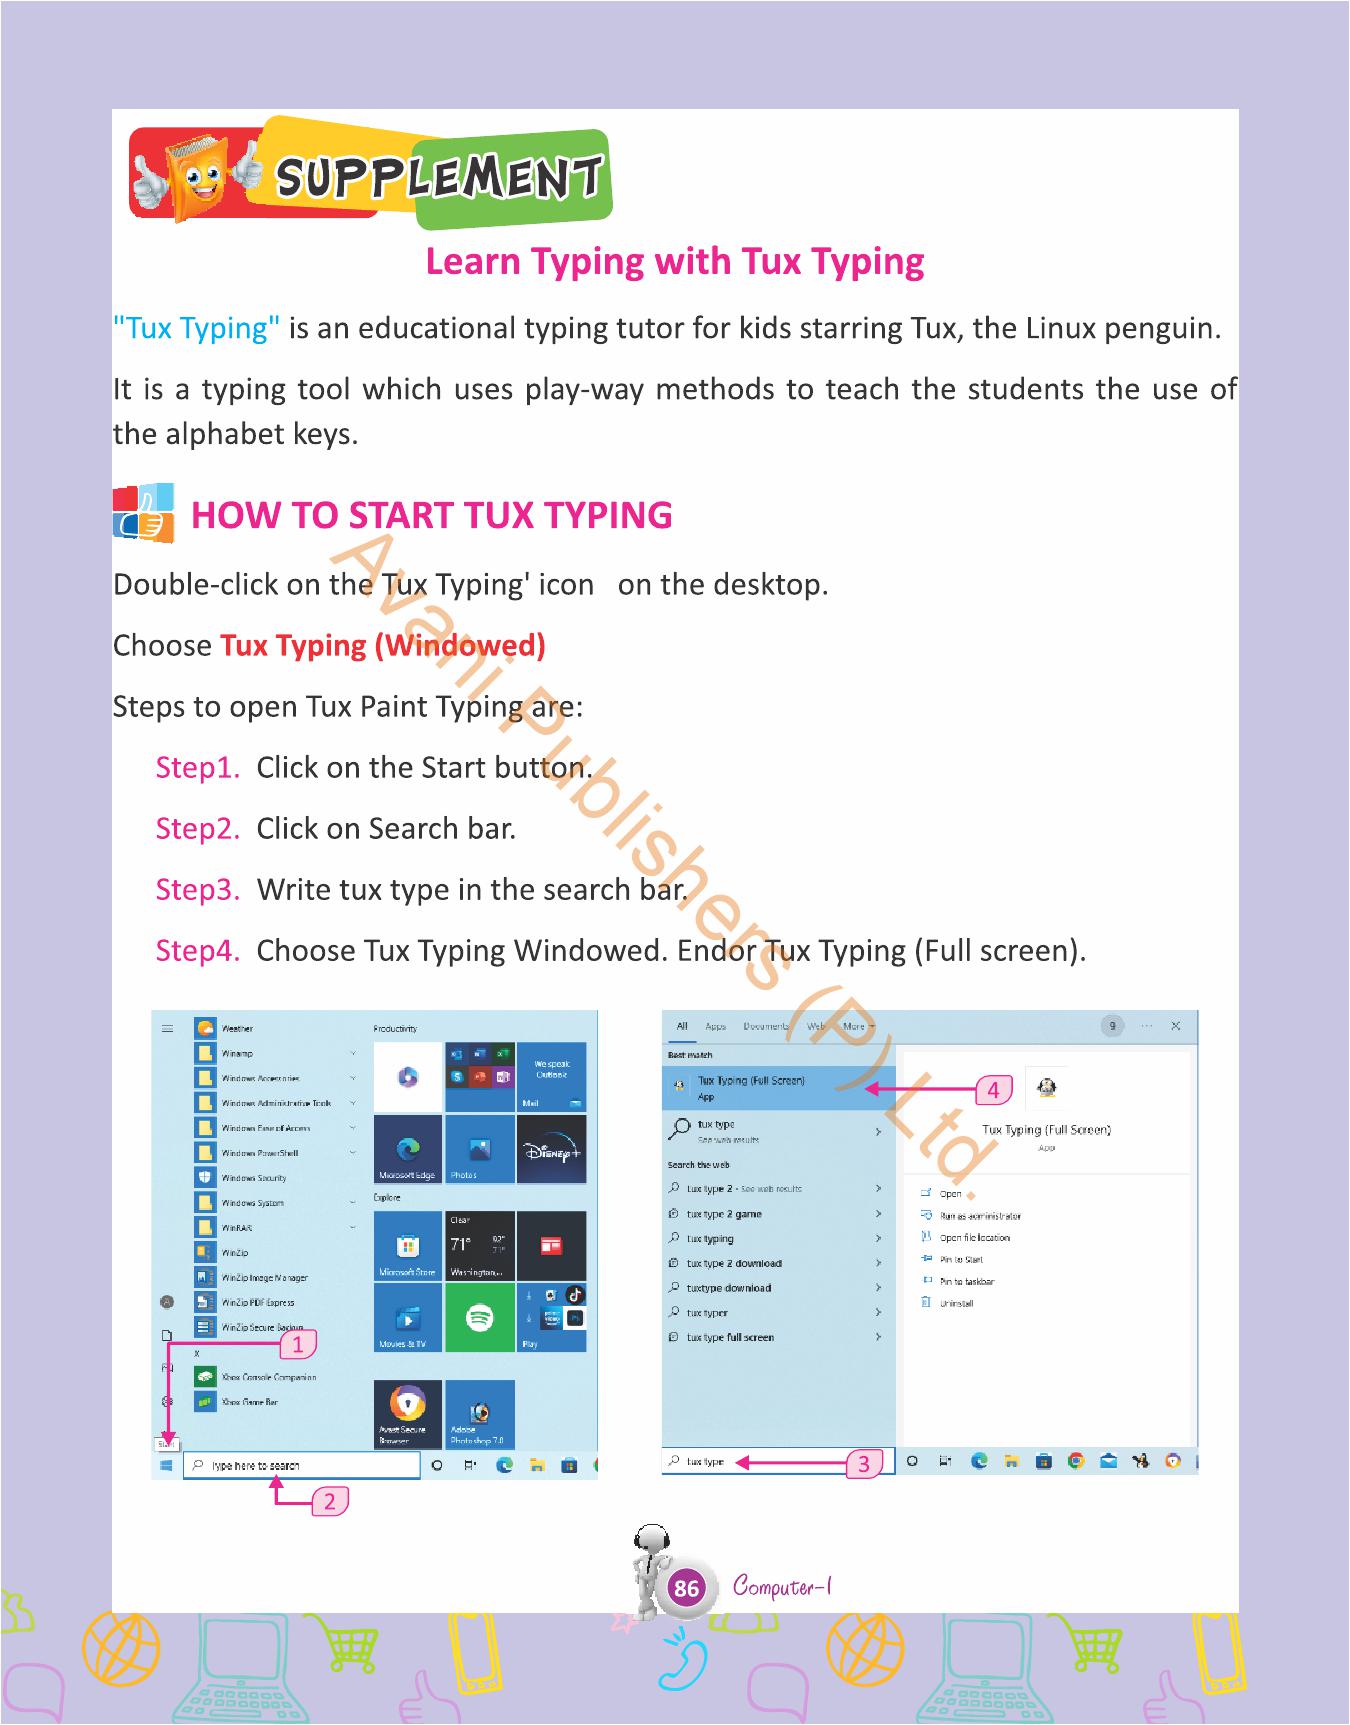 SUPPLEMENT
Learn Typing with Tux Typing
"Tux Typing" is an educational typing tutor for kids starring Tux, the Linux penguin.
It is a typing tool which uses play-way methods to teach the students the use of
the alphabet keys.
HOW TO START TUX TYPING
Double-click on the Tux Typing' icon on the desktop.
Choose Tux Typing (Windowed)
Steps to open Tux Paint Typing are:
Step1. Click on the Start button.
Step2. Click on Search bar.
Step3. Write tux type in the search bar.
Step4. Choose Tux Typing Windowed. Endor Tux Typing (Full screen).
Avani Publishers (P) Ltd.
Weather
Winamp
Windows Accessories
Windows Administrative Tools
Windows Ease of Access
Windows PowerShell
Windows Security
Windows System
WinRAR
WinZip
WinZip Image Manager
WinZip PDF Express
WinZip Secure Backup
X
Xbox Console Companion
Xbox Game Bar
Start
Type here to search
1
2
Productivity
We speak
Outlook
Mail
Microsoft Edge
Photos
Disney+
Explore
Microsoft Store
Clear
71° 92°
71°
Washington,...
Movies & TV
Play
Avast Secure
Browser
Adobe
Photoshop 7.0
All Apps Documents Web More
9 ...
Best match
Tux Typing (Full Screen)
App
4
tux type
See web results
Search the web
tux type 2 - See web results
tux type 2 game
tux typing
tux type 2 download
tuxtype download
tux typer
tux type full screen
tux type
3
Tux Typing (Full Screen)
App
Open
Run as administrator
Open file location
Pin to Start
Pin to taskbar
Uninstall
86
Computer-1